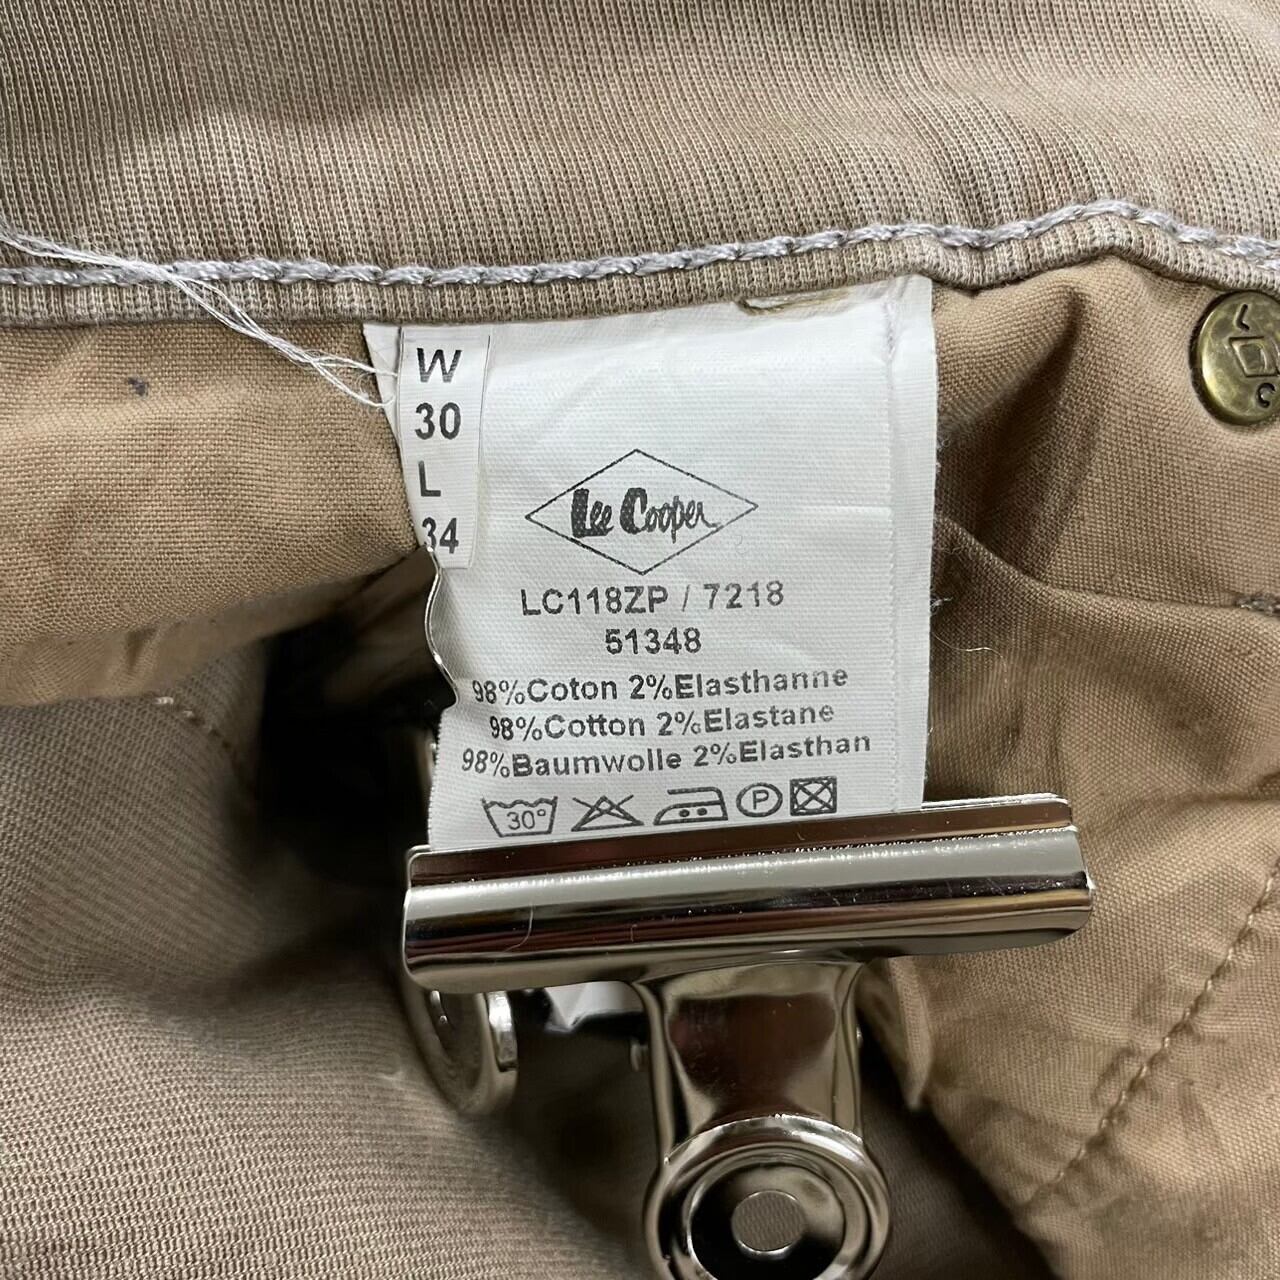 W
30
L
34
Lee Cooper
LC118ZP / 7218
51348
98%Coton 2%Elasthanne
98%Cotton 2%Elastane
98%Baumwolle 2%Elasthan
30°
P
L
C